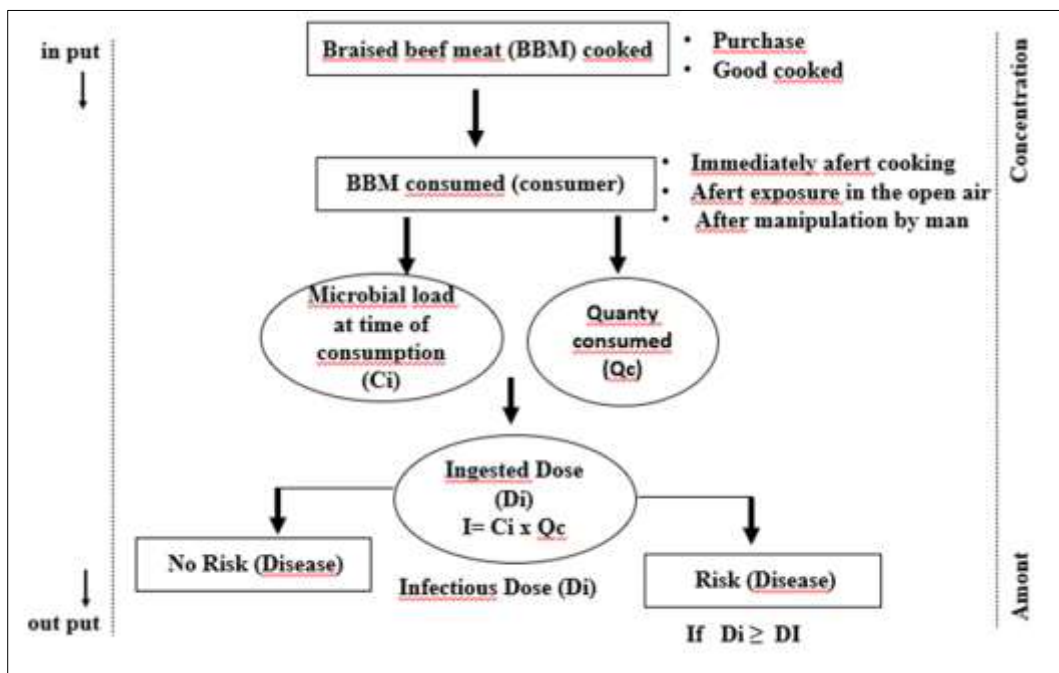 in put
Braised beef meat (BBM) cooked
• Purchase
• Good cooked
Concentration
BBM consumed (consumer)
• Immediately afert cooking
• Afert exposure in the open air
• After manipulation by man
Microbial load
at time of
consumption
(Ci)
Quanty
consumed
(Qc)
Ingested Dose
(Di)
I= Ci x Qc
No Risk (Disease)
Infectious Dose (Di)
Risk (Disease)
If Di ≥ DI
out put
Amont